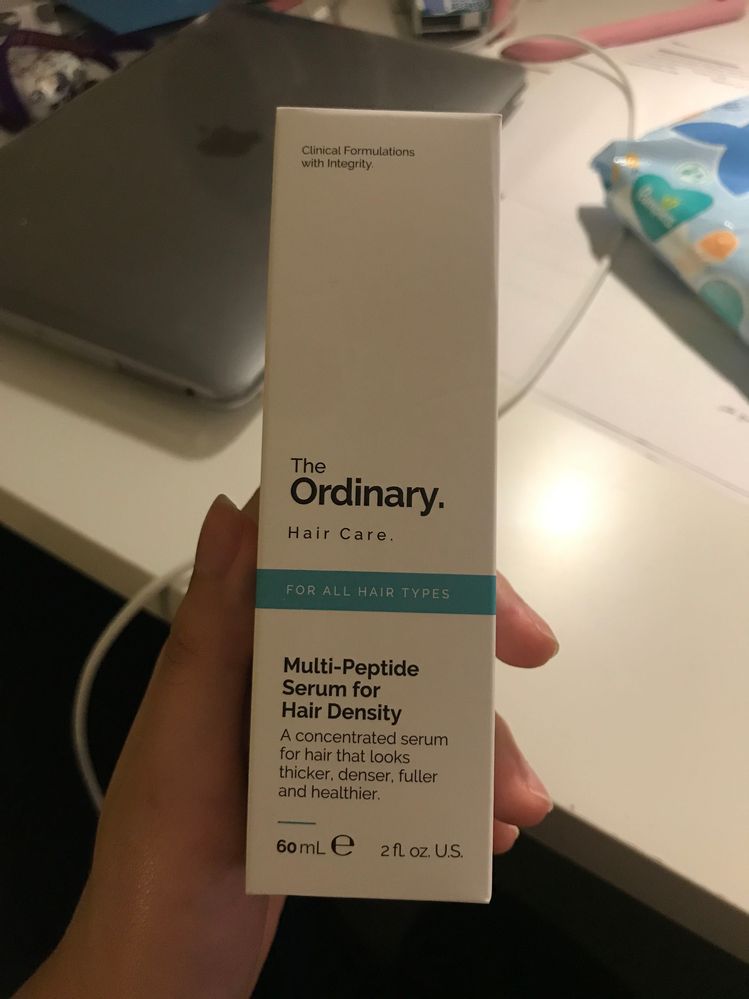 Clinical Formulations
with Integrity.
The
Ordinary.
Hair Care.
FOR ALL HAIR TYPES
Multi-Peptide
Serum for
Hair Density
A concentrated serum
for hair that looks
thicker, denser, fuller
and healthier.
60 mL ℮ 2 fl. oz. U.S.
Pampers